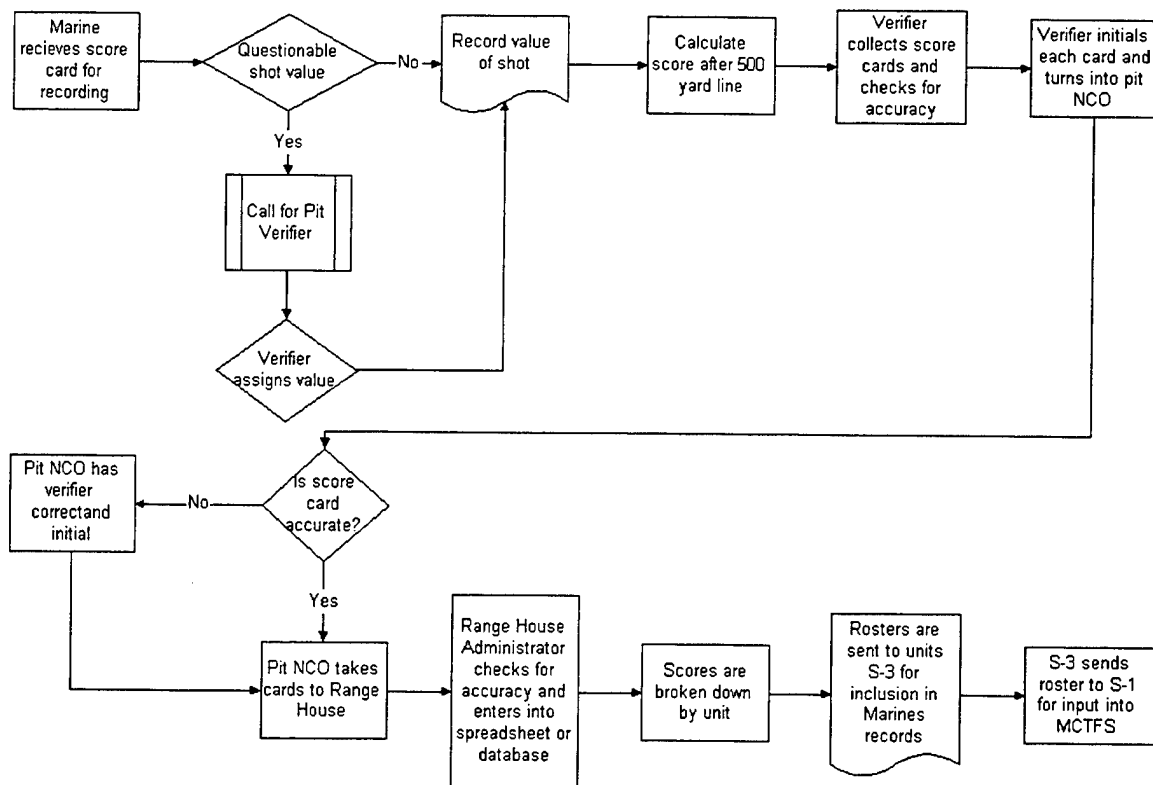 Marine
recieves score
card for
recording
Questionable
shot value
No
Record value
of shot
Calculate
score after 500
yard line
Verifier
collects score
cards and
checks for
accuracy
Verifier initials
each card and
turns into pit
NCO
Yes
Call for Pit
Verifier
Verifier
assigns value
Pit NCO has
verifier
correctand
initial
No
Is score
card
accurate?
Yes
Pit NCO takes
cards to Range
House
Range House
Administrator
checks for
accuracy and
enters into
spreadsheet or
database
Scores are
broken down
by unit
Rosters are
sent to units
S-3 for
inclusion in
Marines
records
S-3 sends
roster to S-1
for input into
MCTFS